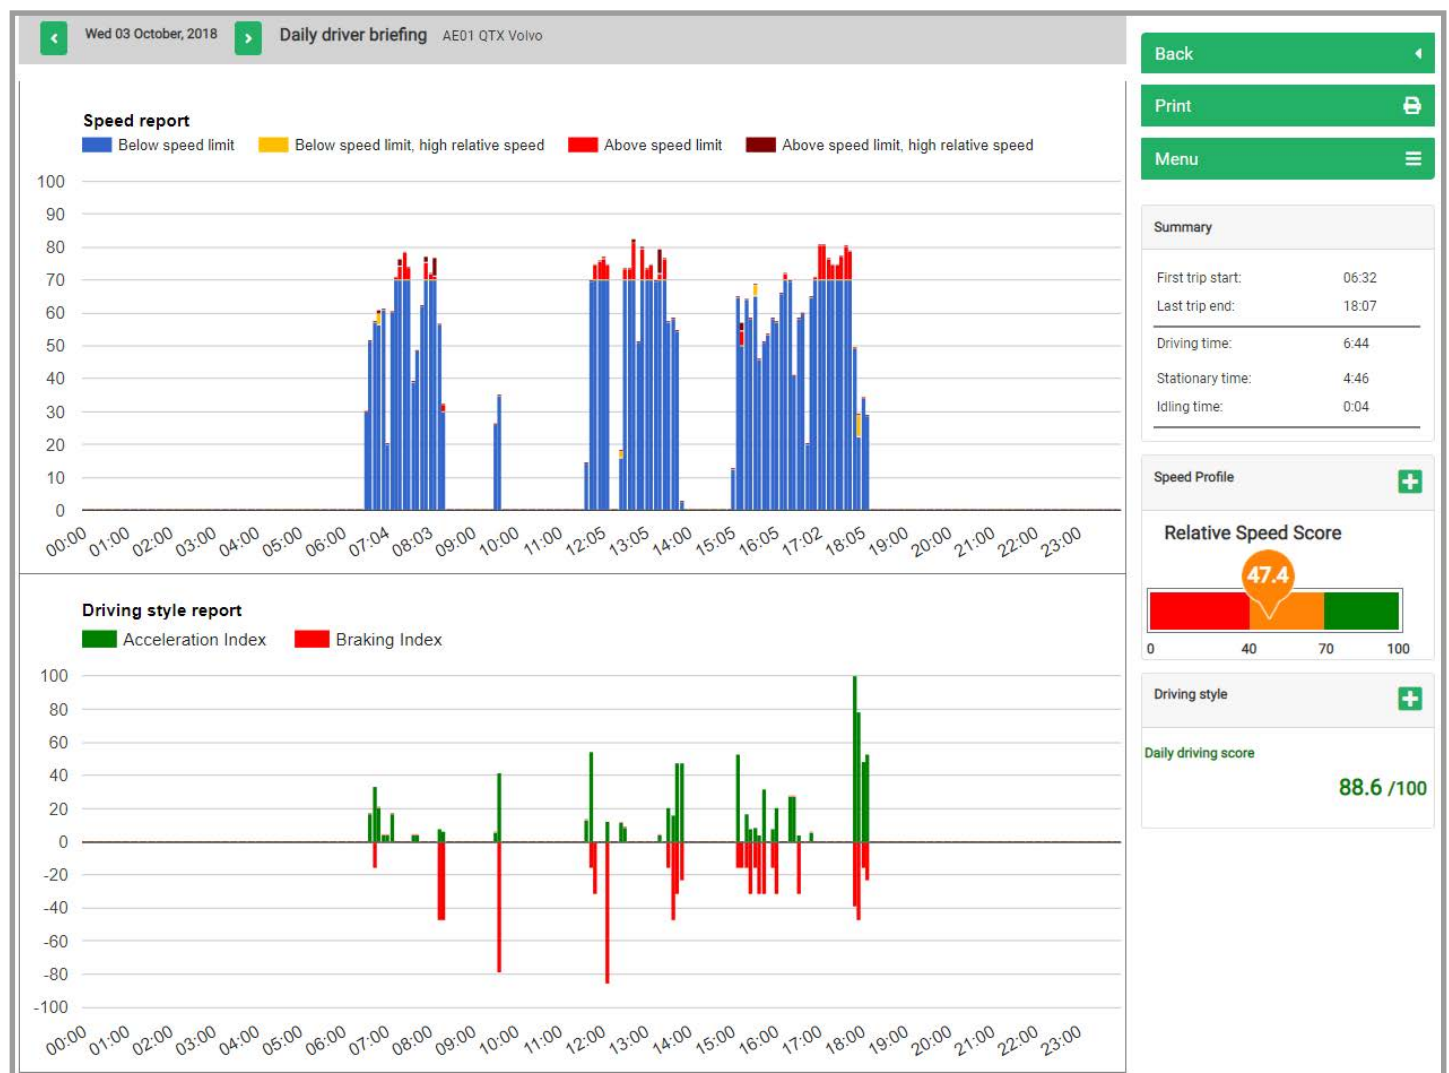 Wed 03 October, 2018 Daily driver briefing AE01 QTX Volvo
Speed report
Below speed limit Below speed limit, high relative speed Above speed limit Above speed limit, high relative speed
100
90
80
70
60
50
40
30
20
10
0
00:00 01:00 02:00 03:00 04:00 05:00 06:00 07:04 08:03 09:00 10:00 11:00 12:05 13:05 14:00 15:05 16:05 17:02 18:05 19:00 20:00 21:00 22:00 23:00
Driving style report
Acceleration Index Braking Index
100
80
60
40
20
0
-20
-40
-60
-80
-100
00:00 01:00 02:00 03:00 04:00 05:00 06:00 07:00 08:00 09:00 10:00 11:00 12:00 13:00 14:00 15:00 16:00 17:00 18:00 19:00 20:00 21:00 22:00 23:00
Back
Print
Menu
Summary
First trip start: 06:32
Last trip end: 18:07
Driving time: 6:44
Stationary time: 4:46
Idling time: 0:04
Speed Profile
Relative Speed Score
47.4
0 40 70 100
Driving style
Daily driving score
88.6 /100